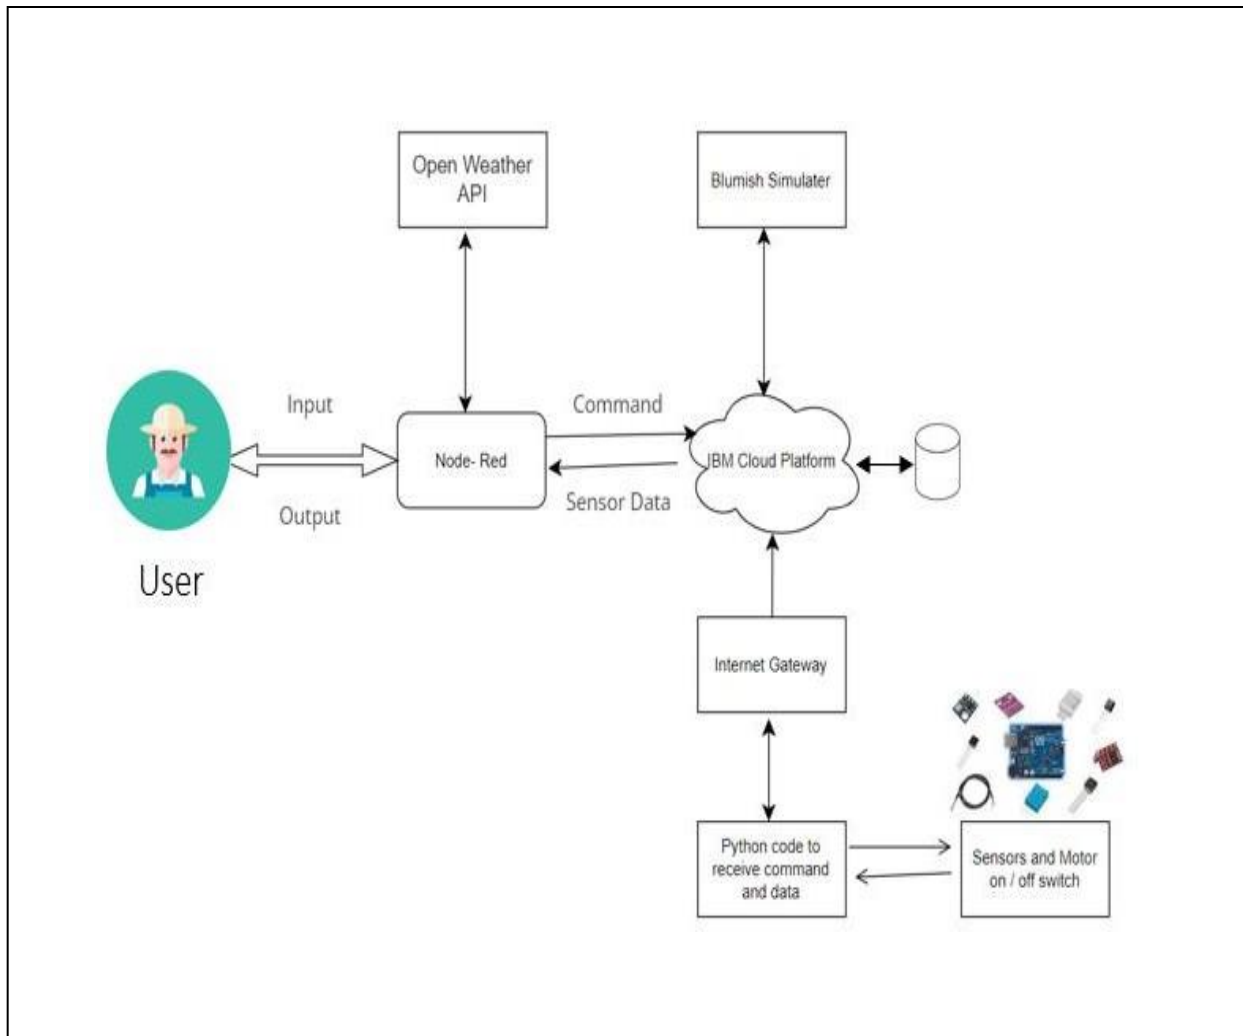 Open Weather
API
Blumish Simulater
Input
Command
Node- Red
IBM Cloud Platform
Output
Sensor Data
User
Internet Gateway
Python code to
receive command
and data
Sensors and Motor
on / off switch